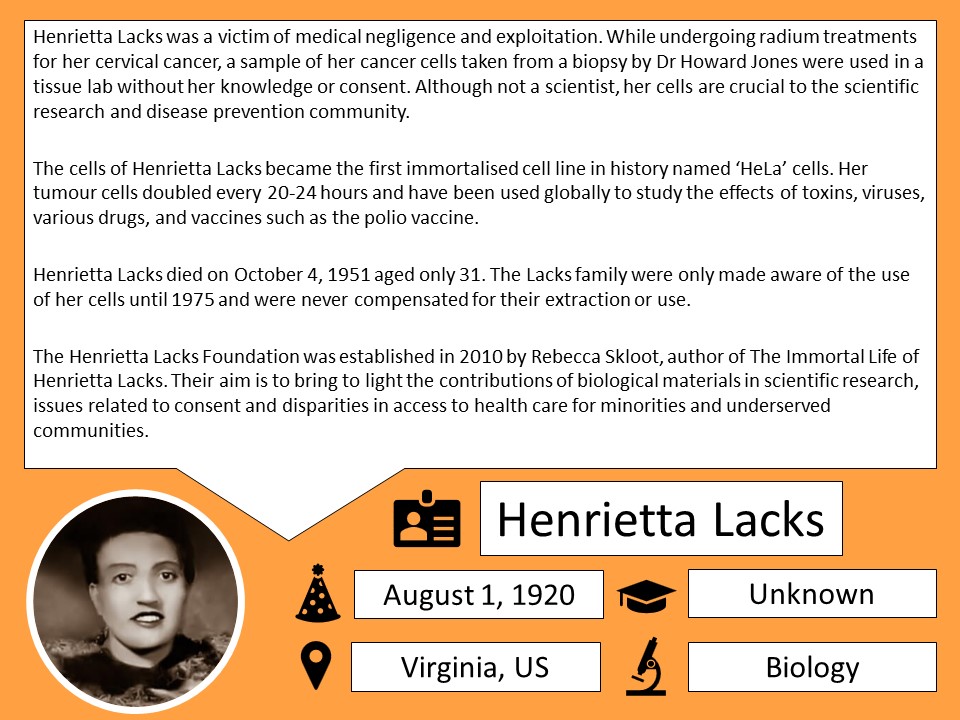 Henrietta Lacks was a victim of medical negligence and exploitation. While undergoing radium treatments
for her cervical cancer, a sample of her cancer cells taken from a biopsy by Dr Howard Jones were used in a
tissue lab without her knowledge or consent. Although not a scientist, her cells are crucial to the scientific
research and disease prevention community.
The cells of Henrietta Lacks became the first immortalised cell line in history named ‘HeLa’ cells. Her
tumour cells doubled every 20-24 hours and have been used globally to study the effects of toxins, viruses,
various drugs, and vaccines such as the polio vaccine.
Henrietta Lacks died on October 4, 1951 aged only 31. The Lacks family were only made aware of the use
of her cells until 1975 and were never compensated for their extraction or use.
The Henrietta Lacks Foundation was established in 2010 by Rebecca Skloot, author of The Immortal Life of
Henrietta Lacks. Their aim is to bring to light the contributions of biological materials in scientific research,
issues related to consent and disparities in access to health care for minorities and underserved
communities.
Henrietta Lacks
August 1, 1920
Unknown
Virginia, US
Biology